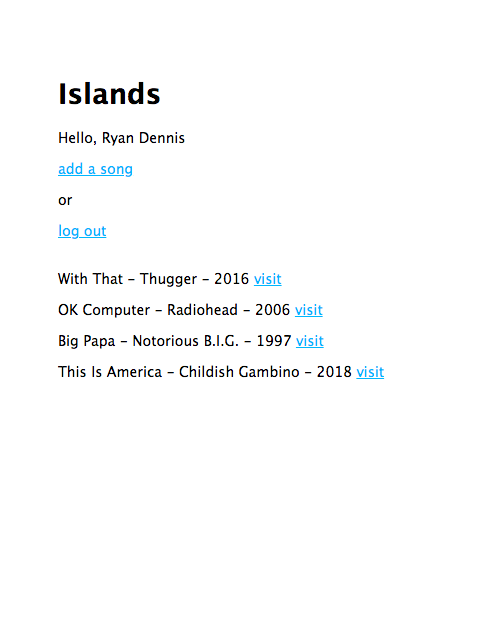 Islands
Hello, Ryan Dennis
add a song
or
log out
With That – Thugger – 2016 visit
OK Computer – Radiohead – 2006 visit
Big Papa – Notorious B.I.G. – 1997 visit
This Is America – Childish Gambino – 2018 visit